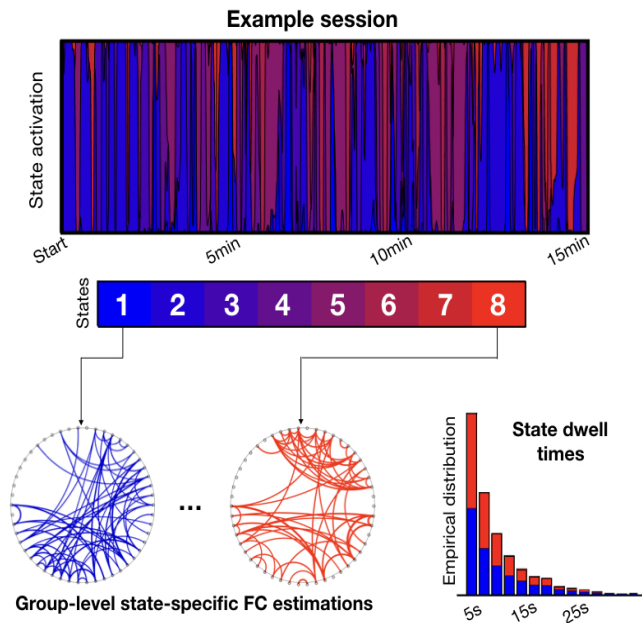 Example session
State activation
Start 5min 10min 15min
States
1 2 3 4 5 6 7 8
...
Group-level state-specific FC estimations
State dwell
times
Empirical distribution
5s 15s 25s